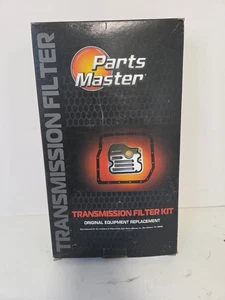 TRANSMISSION FILTER
Parts
Master
TRANSMISSION FILTER KIT
ORIGINAL EQUIPMENT REPLACEMENT